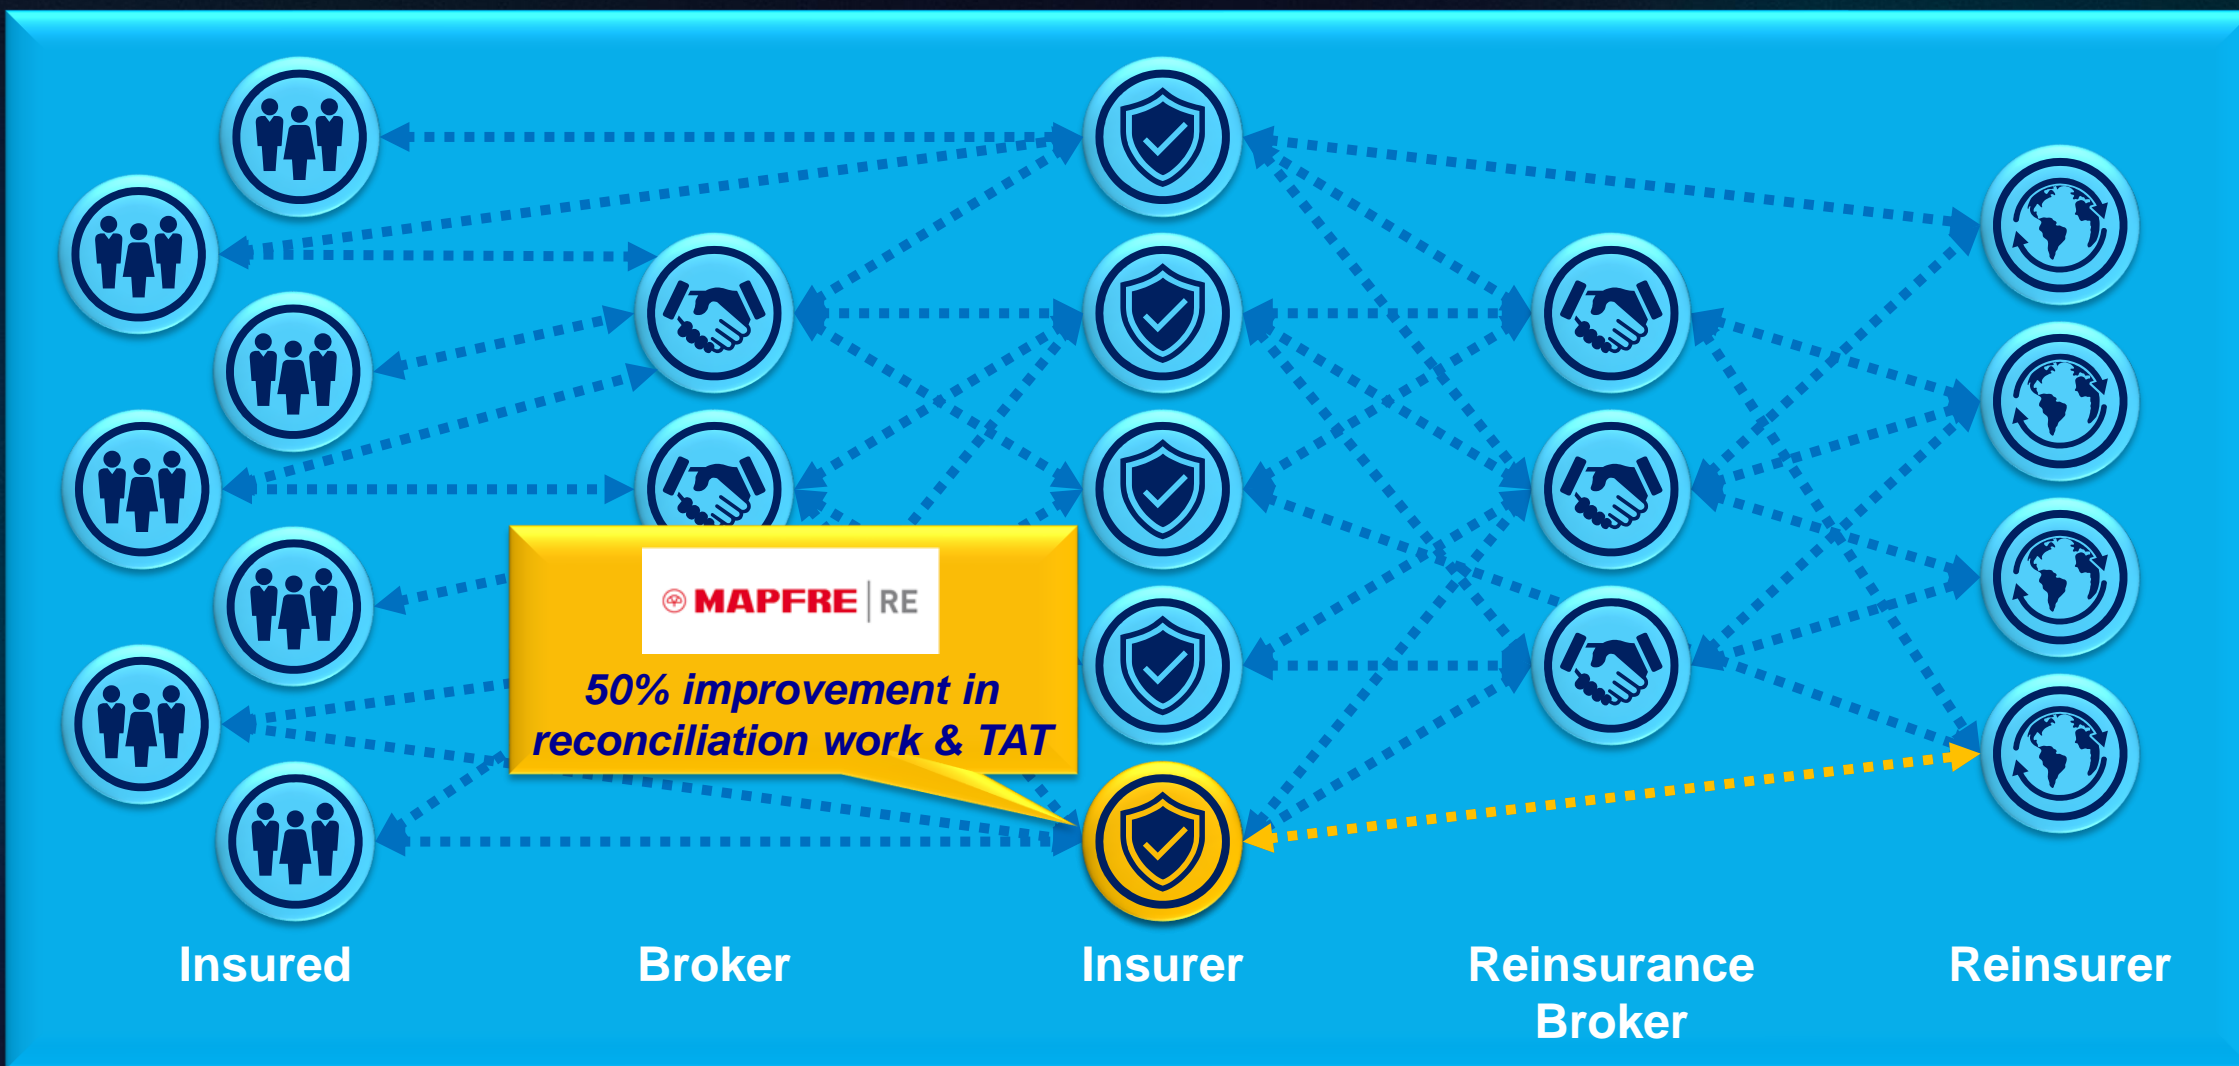 MAPFRE | RE
50% improvement in
reconciliation work & TAT
Insured
Broker
Insurer
Reinsurance
Broker
Reinsurer